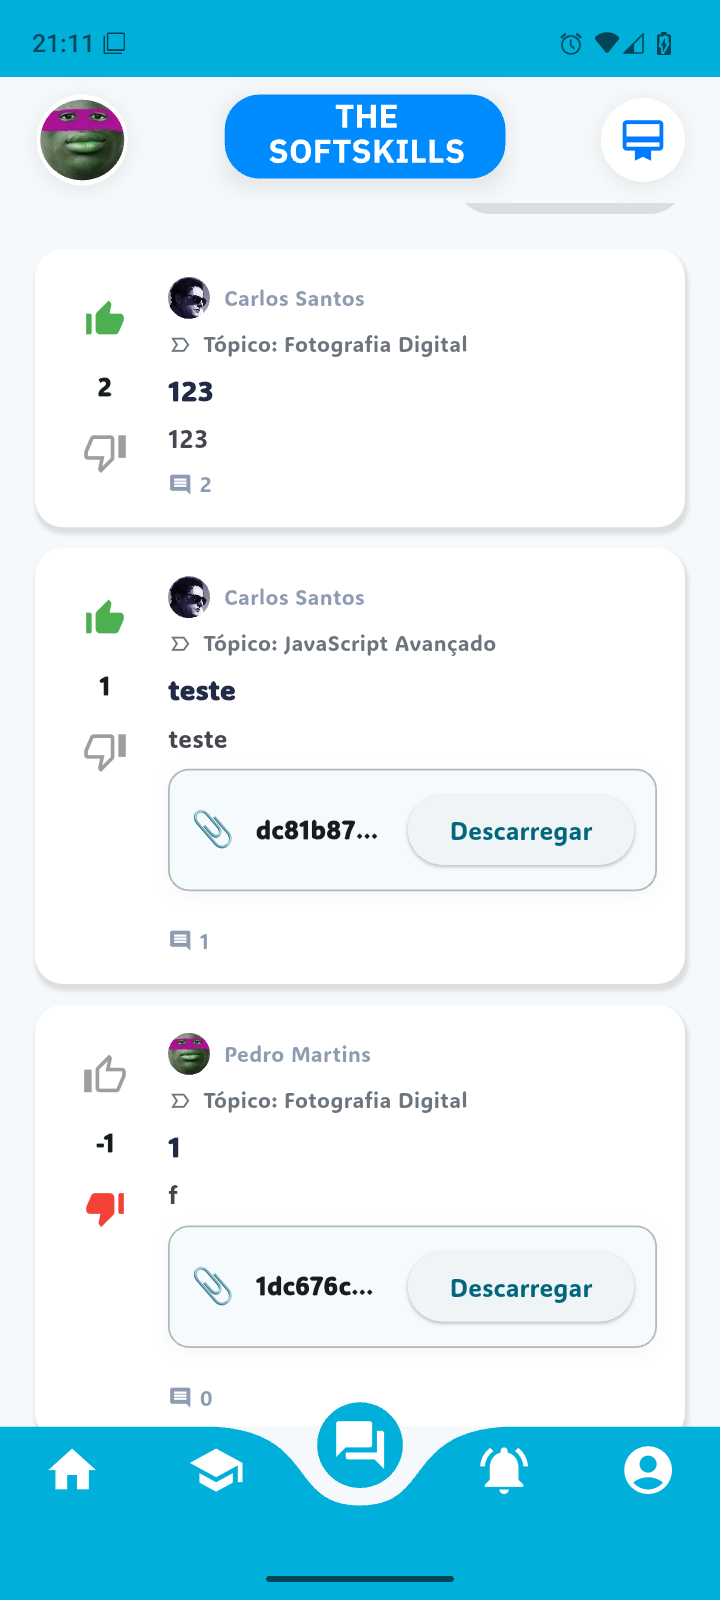 21:11
THE
SOFTSKILLS
Carlos Santos
Tópico: Fotografia Digital
2
123
123
2
Carlos Santos
Tópico: JavaScript Avançado
1
teste
teste
dc81b87...
Descarregar
1
Pedro Martins
Tópico: Fotografia Digital
-1
1
f
1dc676c...
Descarregar
0